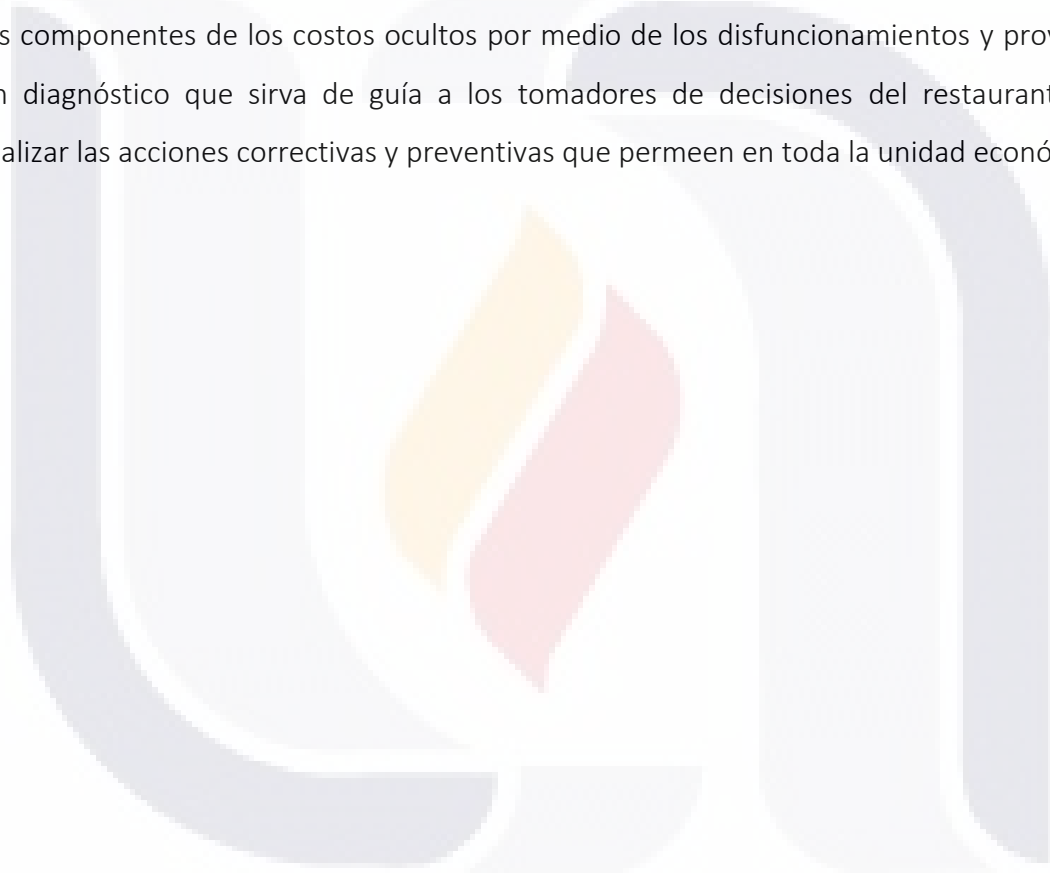 s componentes de los costos ocultos por medio de los disfuncionamientos y prov
n diagnóstico que sirva de guía a los tomadores de decisiones del restaurant
alizar las acciones correctivas y preventivas que permeen en toda la unidad econó